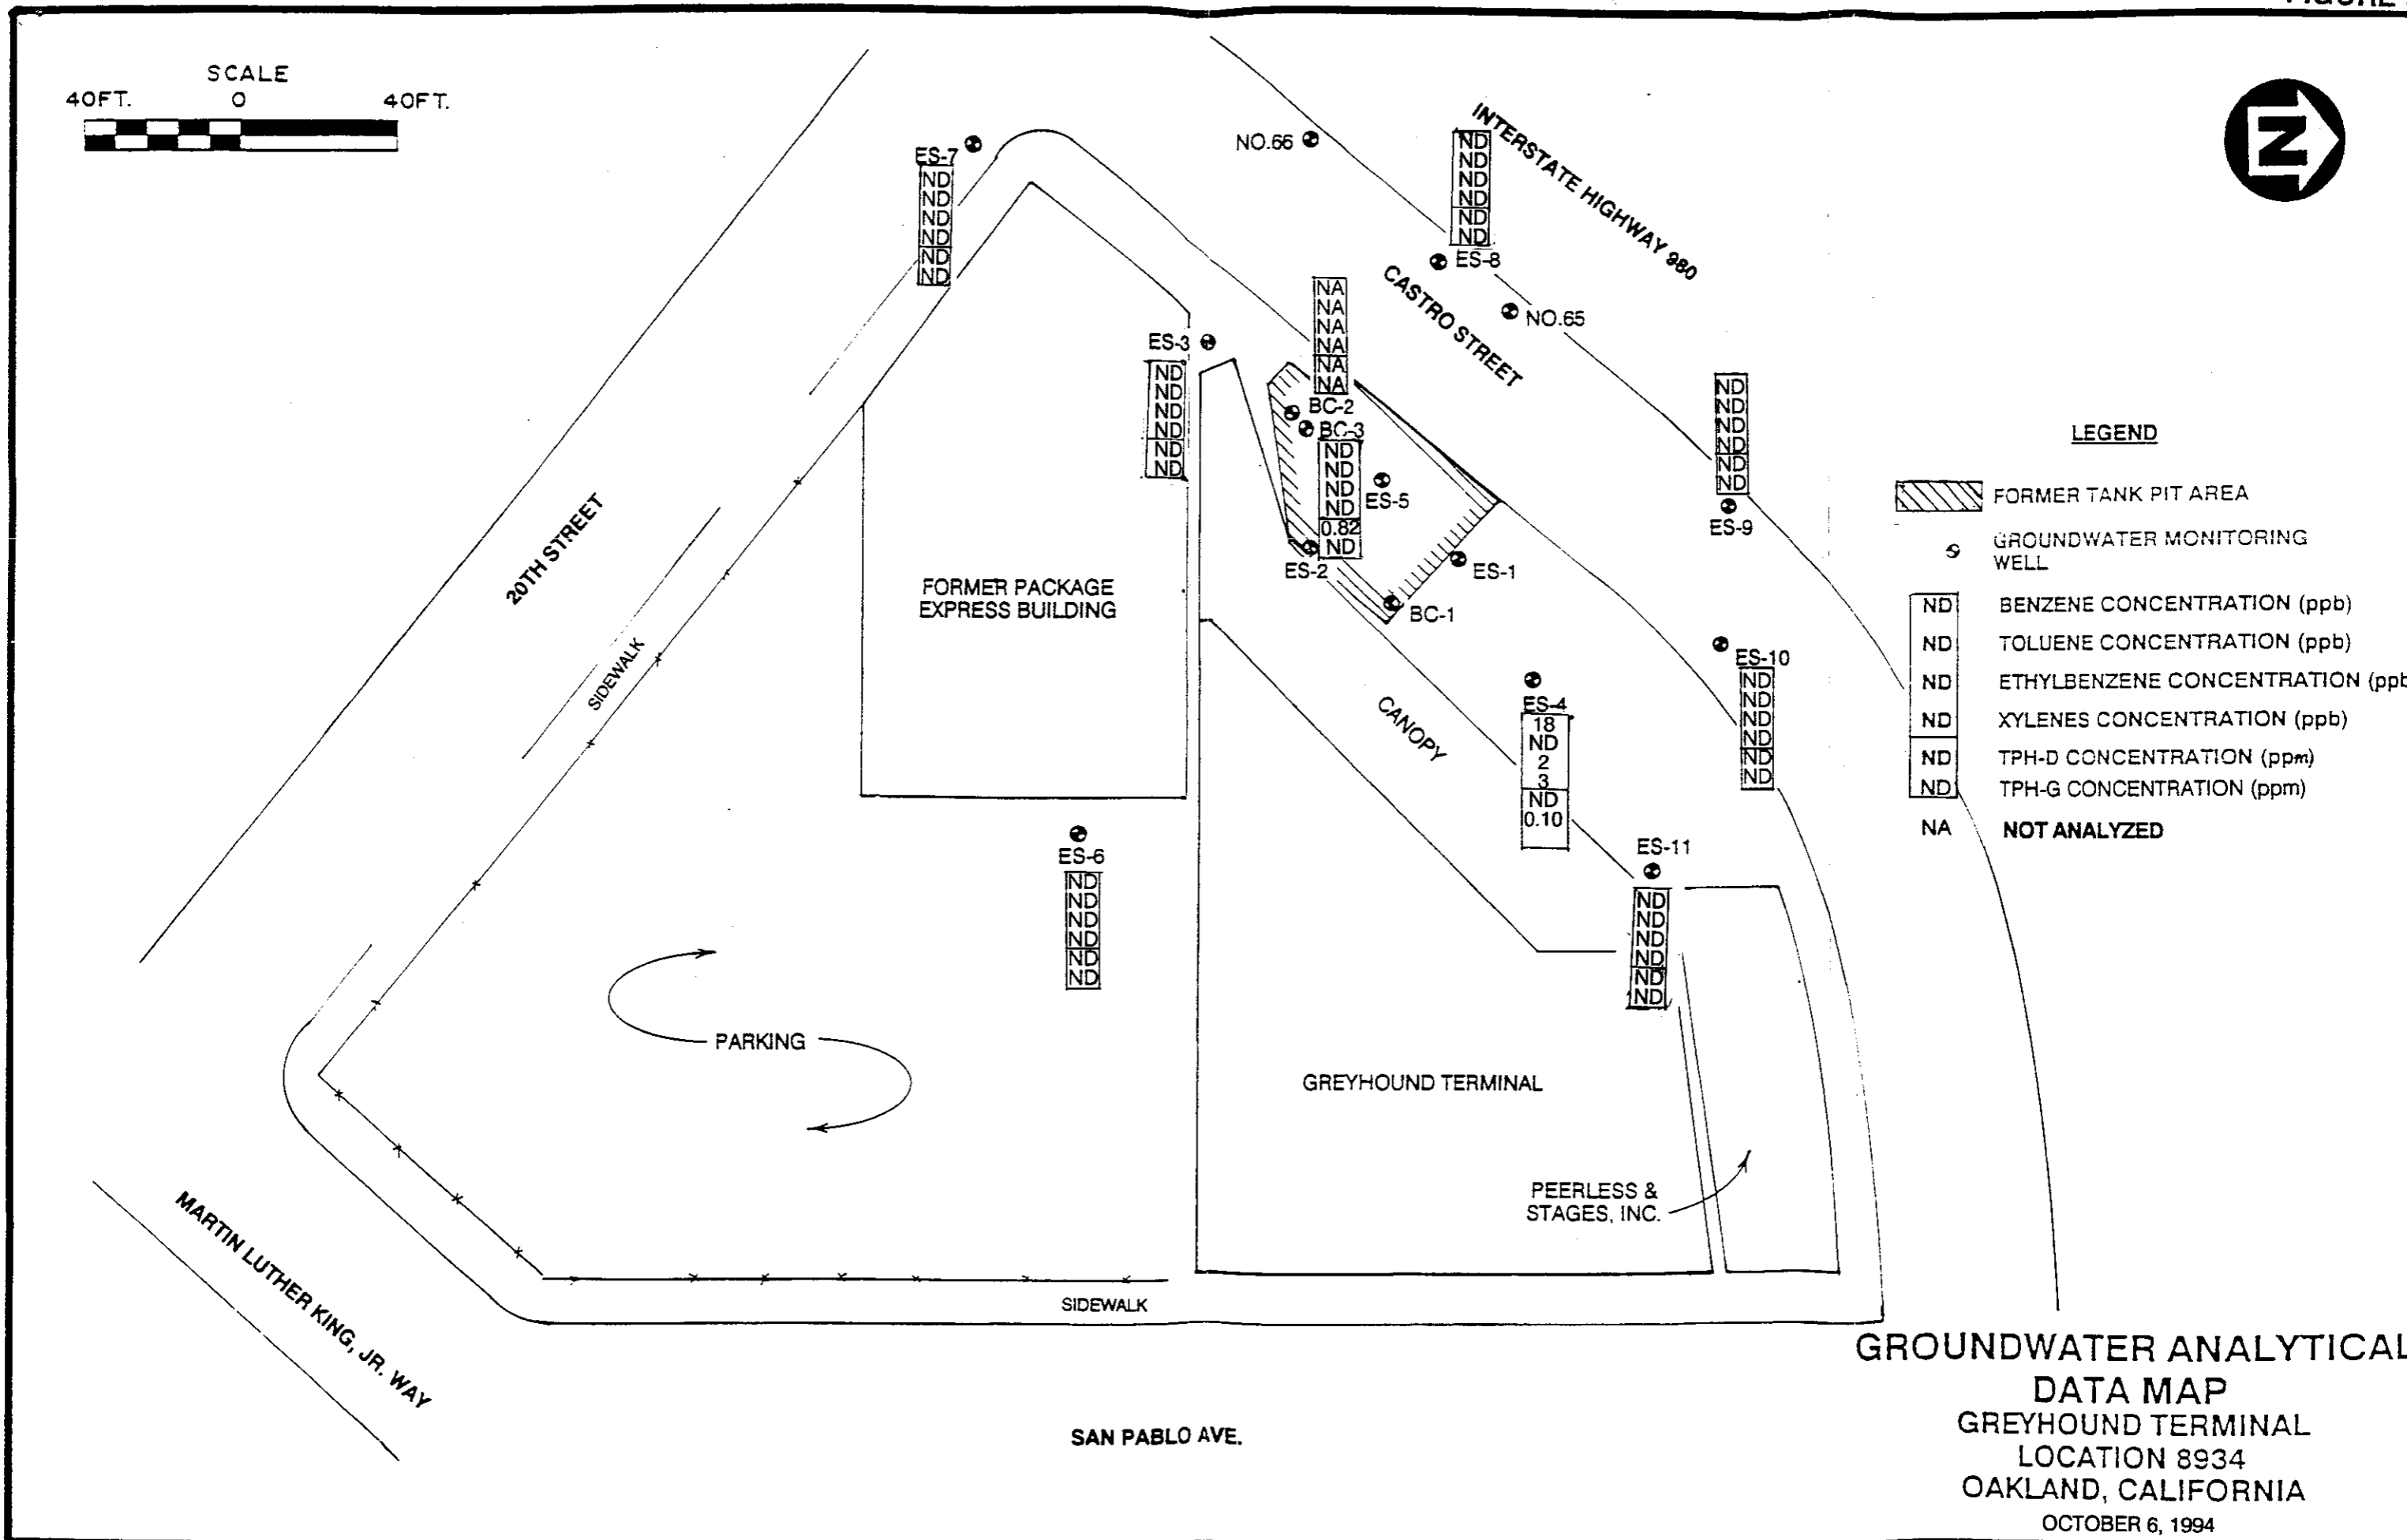 FIGURE
SCALE
40FT. 0 40FT.
N
ES-7
ND
ND
ND
ND
ND
ND
NO.66
INTERSTATE HIGHWAY 980
ND
ND
ND
ND
ND
ND
ES-8
CASTRO STREET
NO.65
ES-3
ND
ND
ND
ND
ND
ND
NA
NA
NA
NA
NA
NA
BC-2
BC-3
ND
ND
ND
ND
0.82
ND
ES-5
ES-2
ES-1
BC-1
ND
ND
ND
ND
ND
ND
ES-9
20TH STREET
SIDEWALK
FORMER PACKAGE
EXPRESS BUILDING
CANOPY
ES-4
18
ND
2
3
ND
0.10
ES-10
ND
ND
ND
ND
ND
ND
ES-6
ND
ND
ND
ND
ND
ND
ES-11
ND
ND
ND
ND
ND
ND
PARKING
GREYHOUND TERMINAL
PEERLESS &
STAGES, INC.
SIDEWALK
MARTIN LUTHER KING, JR. WAY
SAN PABLO AVE.
LEGEND
FORMER TANK PIT AREA
GROUNDWATER MONITORING
WELL
ND BENZENE CONCENTRATION (ppb)
ND TOLUENE CONCENTRATION (ppb)
ND ETHYLBENZENE CONCENTRATION (ppb
ND XYLENES CONCENTRATION (ppb)
ND TPH-D CONCENTRATION (ppm)
ND TPH-G CONCENTRATION (ppm)
NA NOT ANALYZED
GROUNDWATER ANALYTICAL
DATA MAP
GREYHOUND TERMINAL
LOCATION 8934
OAKLAND, CALIFORNIA
OCTOBER 6, 1994